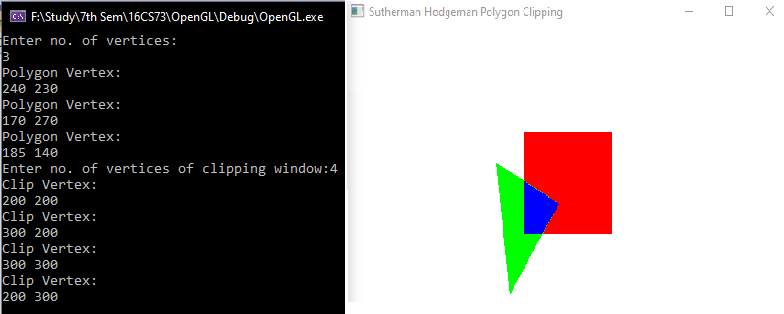 F:\Study\7th Sem\16CS73\OpenGL\Debug\OpenGL.exe
Enter no. of vertices:
3
Polygon Vertex:
240 230
Polygon Vertex:
170 270
Polygon Vertex:
185 140
Enter no. of vertices of clipping window:4
Clip Vertex:
200 200
Clip Vertex:
300 200
Clip Vertex:
300 300
Clip Vertex:
200 300
Sutherman Hodgeman Polygon Clipping